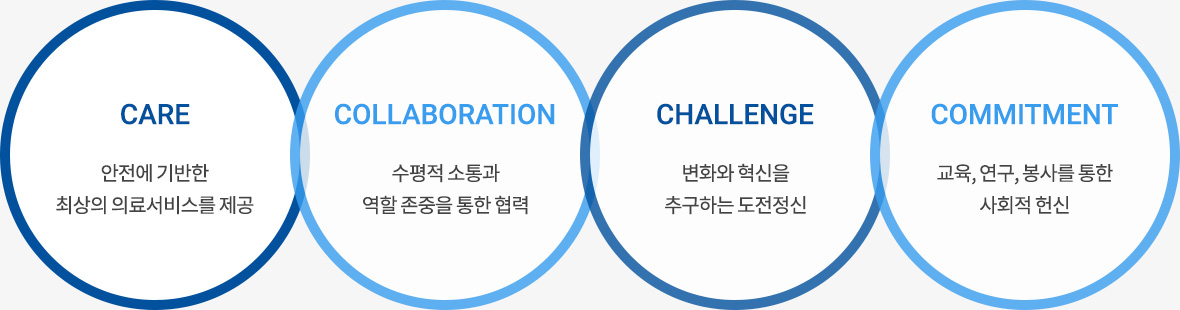 CARE
안전에 기반한
최상의 의료서비스를 제공
COLLABORATION
수평적 소통과
역할 존중을 통한 협력
CHALLENGE
변화와 혁신을
추구하는 도전정신
COMMITMENT
교육, 연구, 봉사를 통한
사회적 헌신